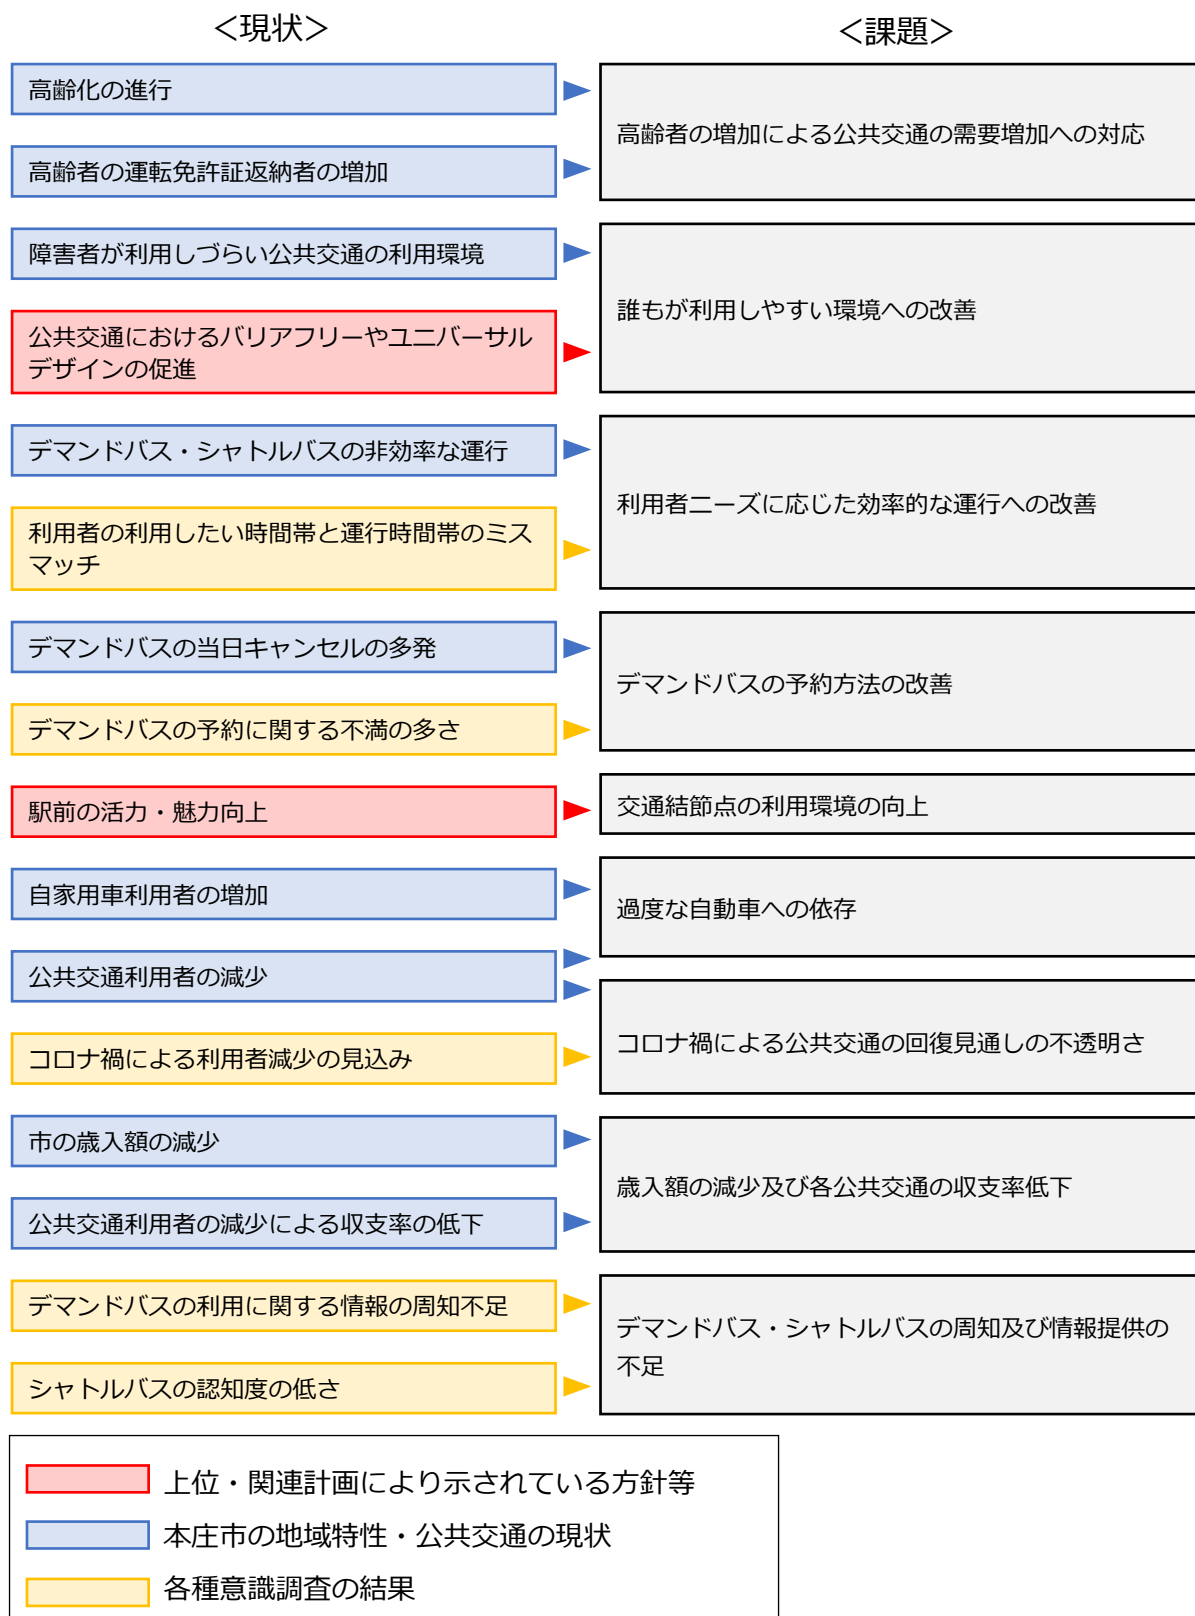 ＜現状＞
＜課題＞
高齢化の進行
高齢者の運転免許証返納者の増加
高齢者の増加による公共交通の需要増加への対応
障害者が利用しづらい公共交通の利用環境
公共交通におけるバリアフリーやユニバーサル
デザインの促進
誰もが利用しやすい環境への改善
デマンドバス・シャトルバスの非効率な運行
利用者の利用したい時間帯と運行時間帯のミス
マッチ
利用者ニーズに応じた効率的な運行への改善
デマンドバスの当日キャンセルの多発
デマンドバスの予約に関する不満の多さ
デマンドバスの予約方法の改善
駅前の活力・魅力向上
交通結節点の利用環境の向上
自家用車利用者の増加
過度な自動車への依存
公共交通利用者の減少
コロナ禍による利用者減少の見込み
コロナ禍による公共交通の回復見通しの不透明さ
市の歳入額の減少
公共交通利用者の減少による収支率の低下
歳入額の減少及び各公共交通の収支率低下
デマンドバスの利用に関する情報の周知不足
シャトルバスの認知度の低さ
デマンドバス・シャトルバスの周知及び情報提供の
不足
上位・関連計画により示されている方針等
本庄市の地域特性・公共交通の現状
各種意識調査の結果